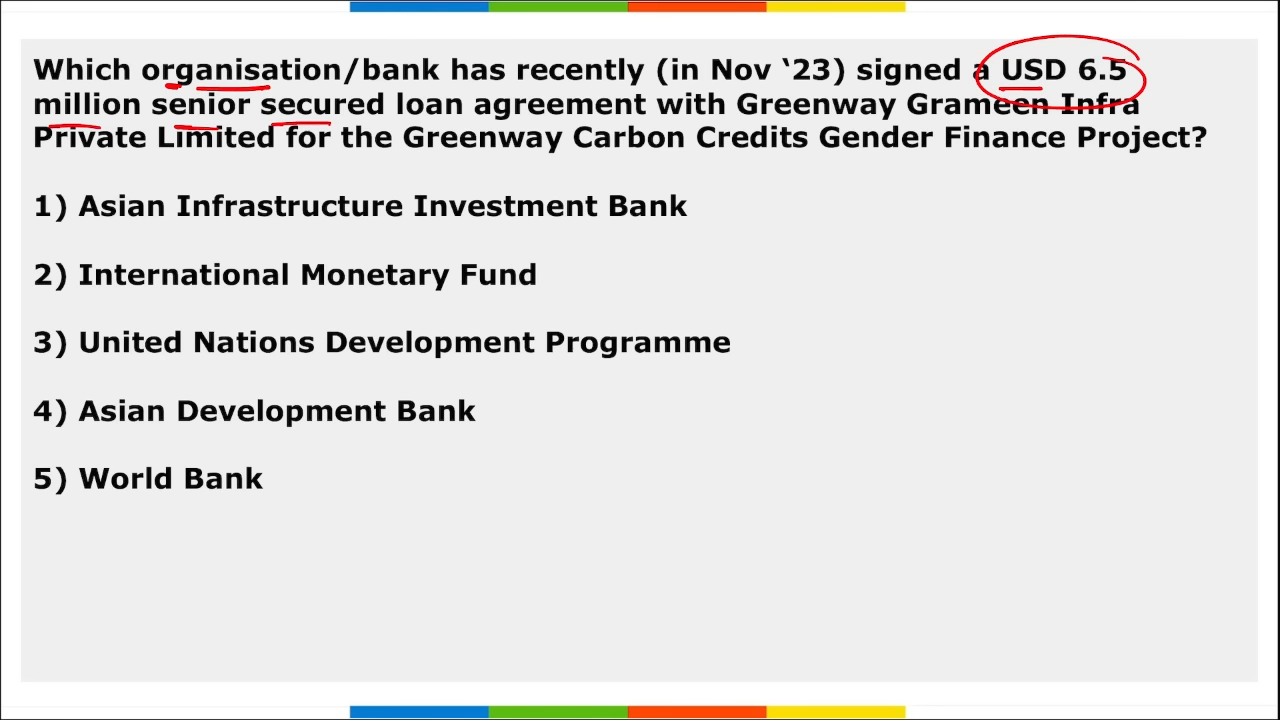 Which organisation/bank has recently (in Nov ‘23) signed a USD 6.5
million senior secured loan agreement with Greenway Grameen Infra
Private Limited for the Greenway Carbon Credits Gender Finance Project?
1) Asian Infrastructure Investment Bank
2) International Monetary Fund
3) United Nations Development Programme
4) Asian Development Bank
5) World Bank